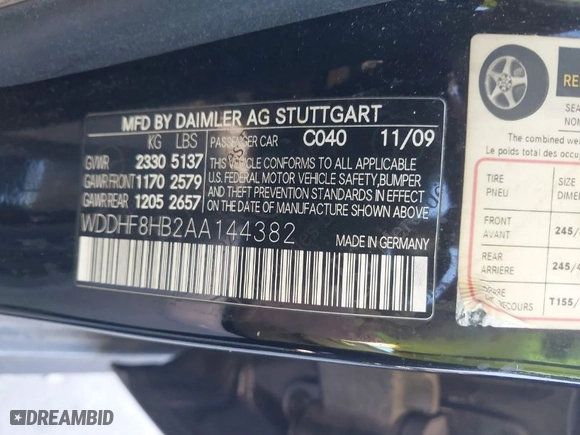 MFD BY DAIMLER AG STUTTGART
KG LBS PASSENGER CAR C040 11/09
GVWR 2330 5137 THIS VEHICLE CONFORMS TO ALL APPLICABLE
GAWR FRONT 1170 2579 U.S. FEDERAL MOTOR VEHICLE SAFETY, BUMPER
GAWR REAR 1205 2657 AND THEFT PREVENTION STANDARDS IN EFFECT
ON THE DATE OF MANUFACTURE SHOWN ABOVE.
WDDHF8HB2AA144382 MADE IN GERMANY
The combined
Le poids total des
TIRE
PNEU
SIZE
FRONT
AVANT
245/
REAR
ARRIÈRE
245/4
SECOURS
T155/
DREAMBID